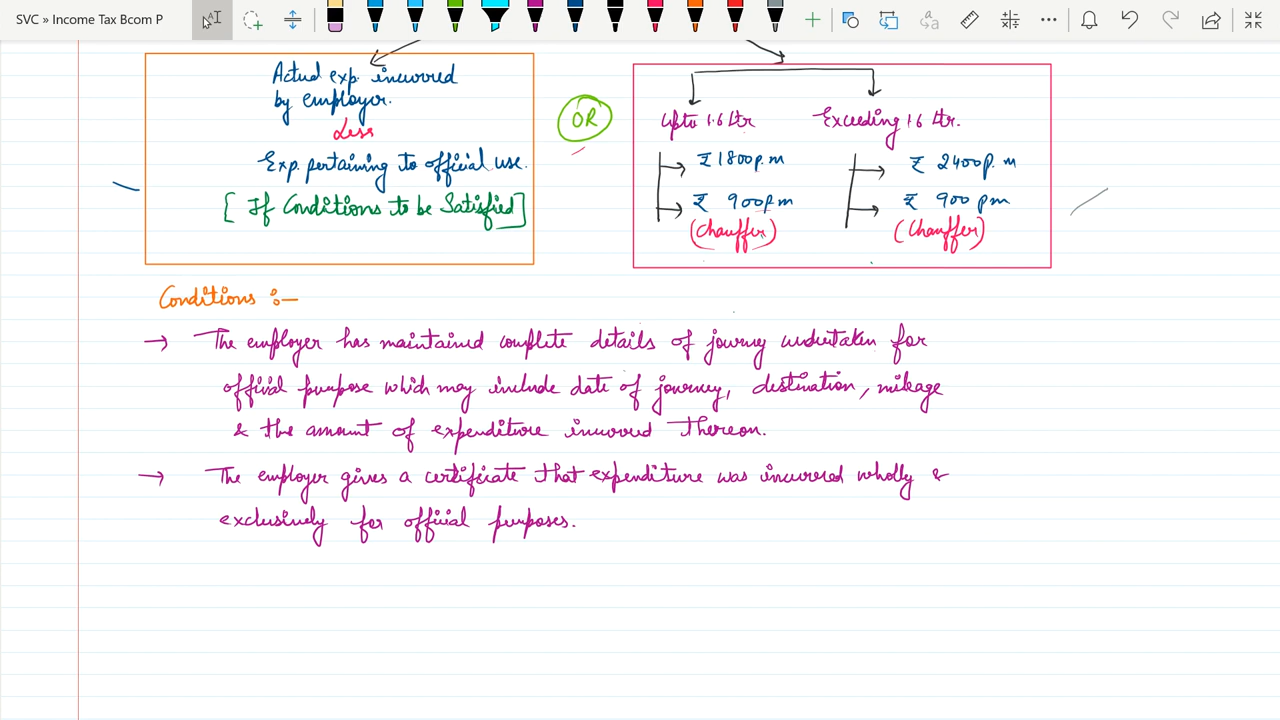 SVC » Income Tax Bcom P
Actual exp. incurred
by employer.
Less
Exp. pertaining to official use.
[If Conditions to be Satisfied]
OR
Upto 1.6 Ltr
Exceeding 1.6 Ltr.
₹ 1800 p.m
₹ 2400 p.m
₹ 900 p m
₹ 900 pm
(Chauffer)
(Chauffer)
Conditions :-
→ The employer has maintained complete details of journey undertaken for
official purpose which may include date of journey, destination, mileage
& the amount of expenditure incurred thereon.
→ The employer gives a certificate that expenditure was incurred wholly &
exclusively for official purposes.